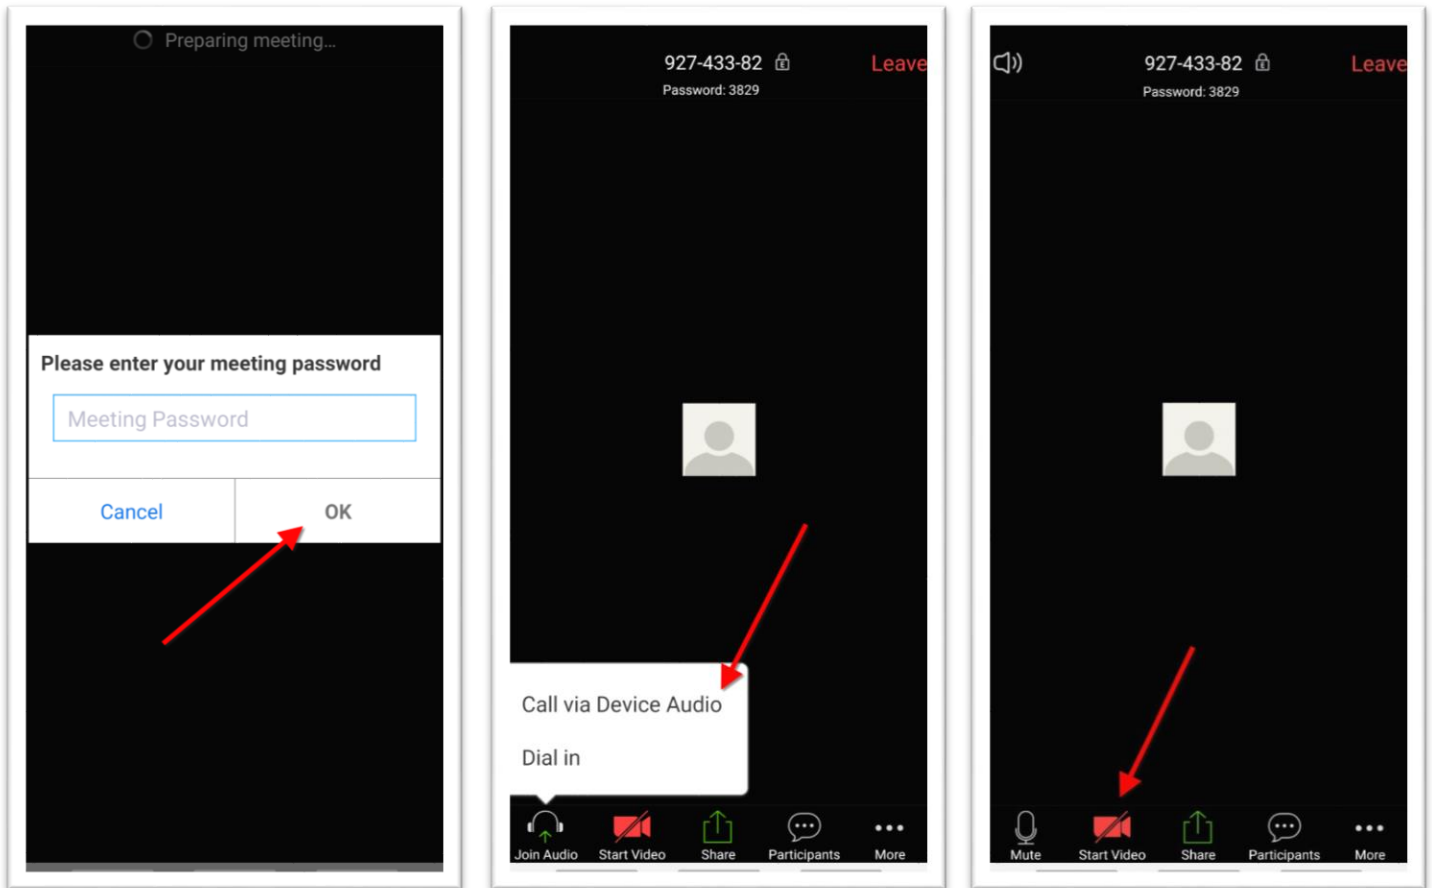 Preparing meeting...
Please enter your meeting password
Meeting Password
Cancel
OK
927-433-82
Leave
Password: 3829
Call via Device Audio
Dial in
Join Audio
Start Video
Share
Participants
More
927-433-82
Leave
Password: 3829
Mute
Start Video
Share
Participants
More